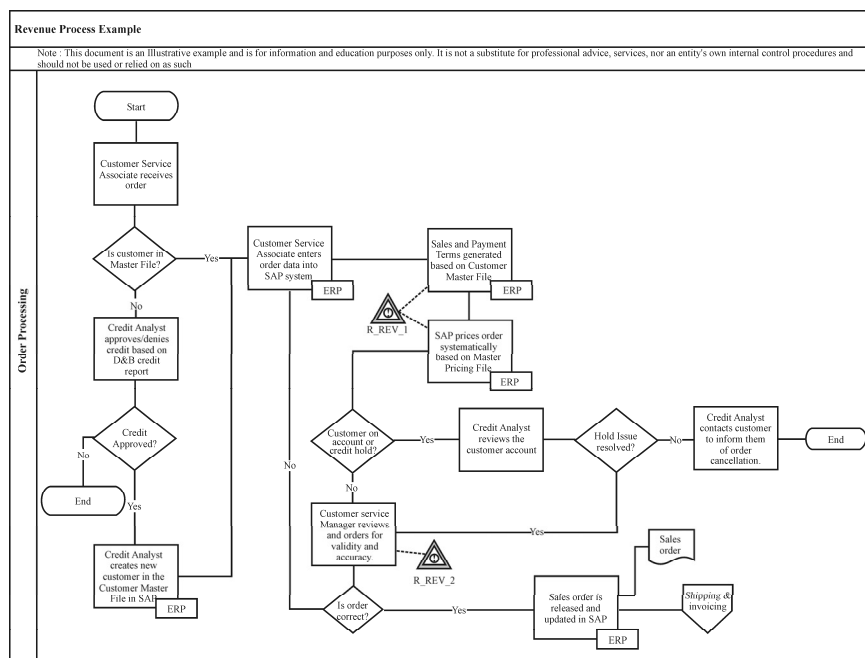 Revenue Process Example
Note : This document is an Illustrative example and is for information and education purposes only. It is not a substitute for professional advice, services, nor an entity's own internal control procedures and
should not be used or relied on as such
Order Processing
Start
Customer Service
Associate receives
order
Is customer in
Master File?
Yes
No
Credit Analyst
approves/denies
credit based on
D&B credit
report
Credit
Approved?
No
End
Yes
Credit Analyst
creates new
customer in the
Customer Master
File in SAP
ERP
Customer Service
Associate enters
order data into
SAP system
ERP
Sales and Payment
Terms generated
based on Customer
Master File
ERP
R_REV_1
SAP prices order
systematically
based on Master
Pricing File
ERP
Customer on
account or
credit hold?
Yes
No
Credit Analyst
reviews the
customer account
Hold Issue
resolved?
No
Yes
Credit Analyst
contacts customer
to inform them
of order
cancellation.
End
Customer service
Manager reviews
and orders for
validity and
accuracy.
R_REV_2
Is order
correct?
No
Yes
Sales order is
released and
updated in SAP
ERP
Sales
order
Shipping &
invoicing